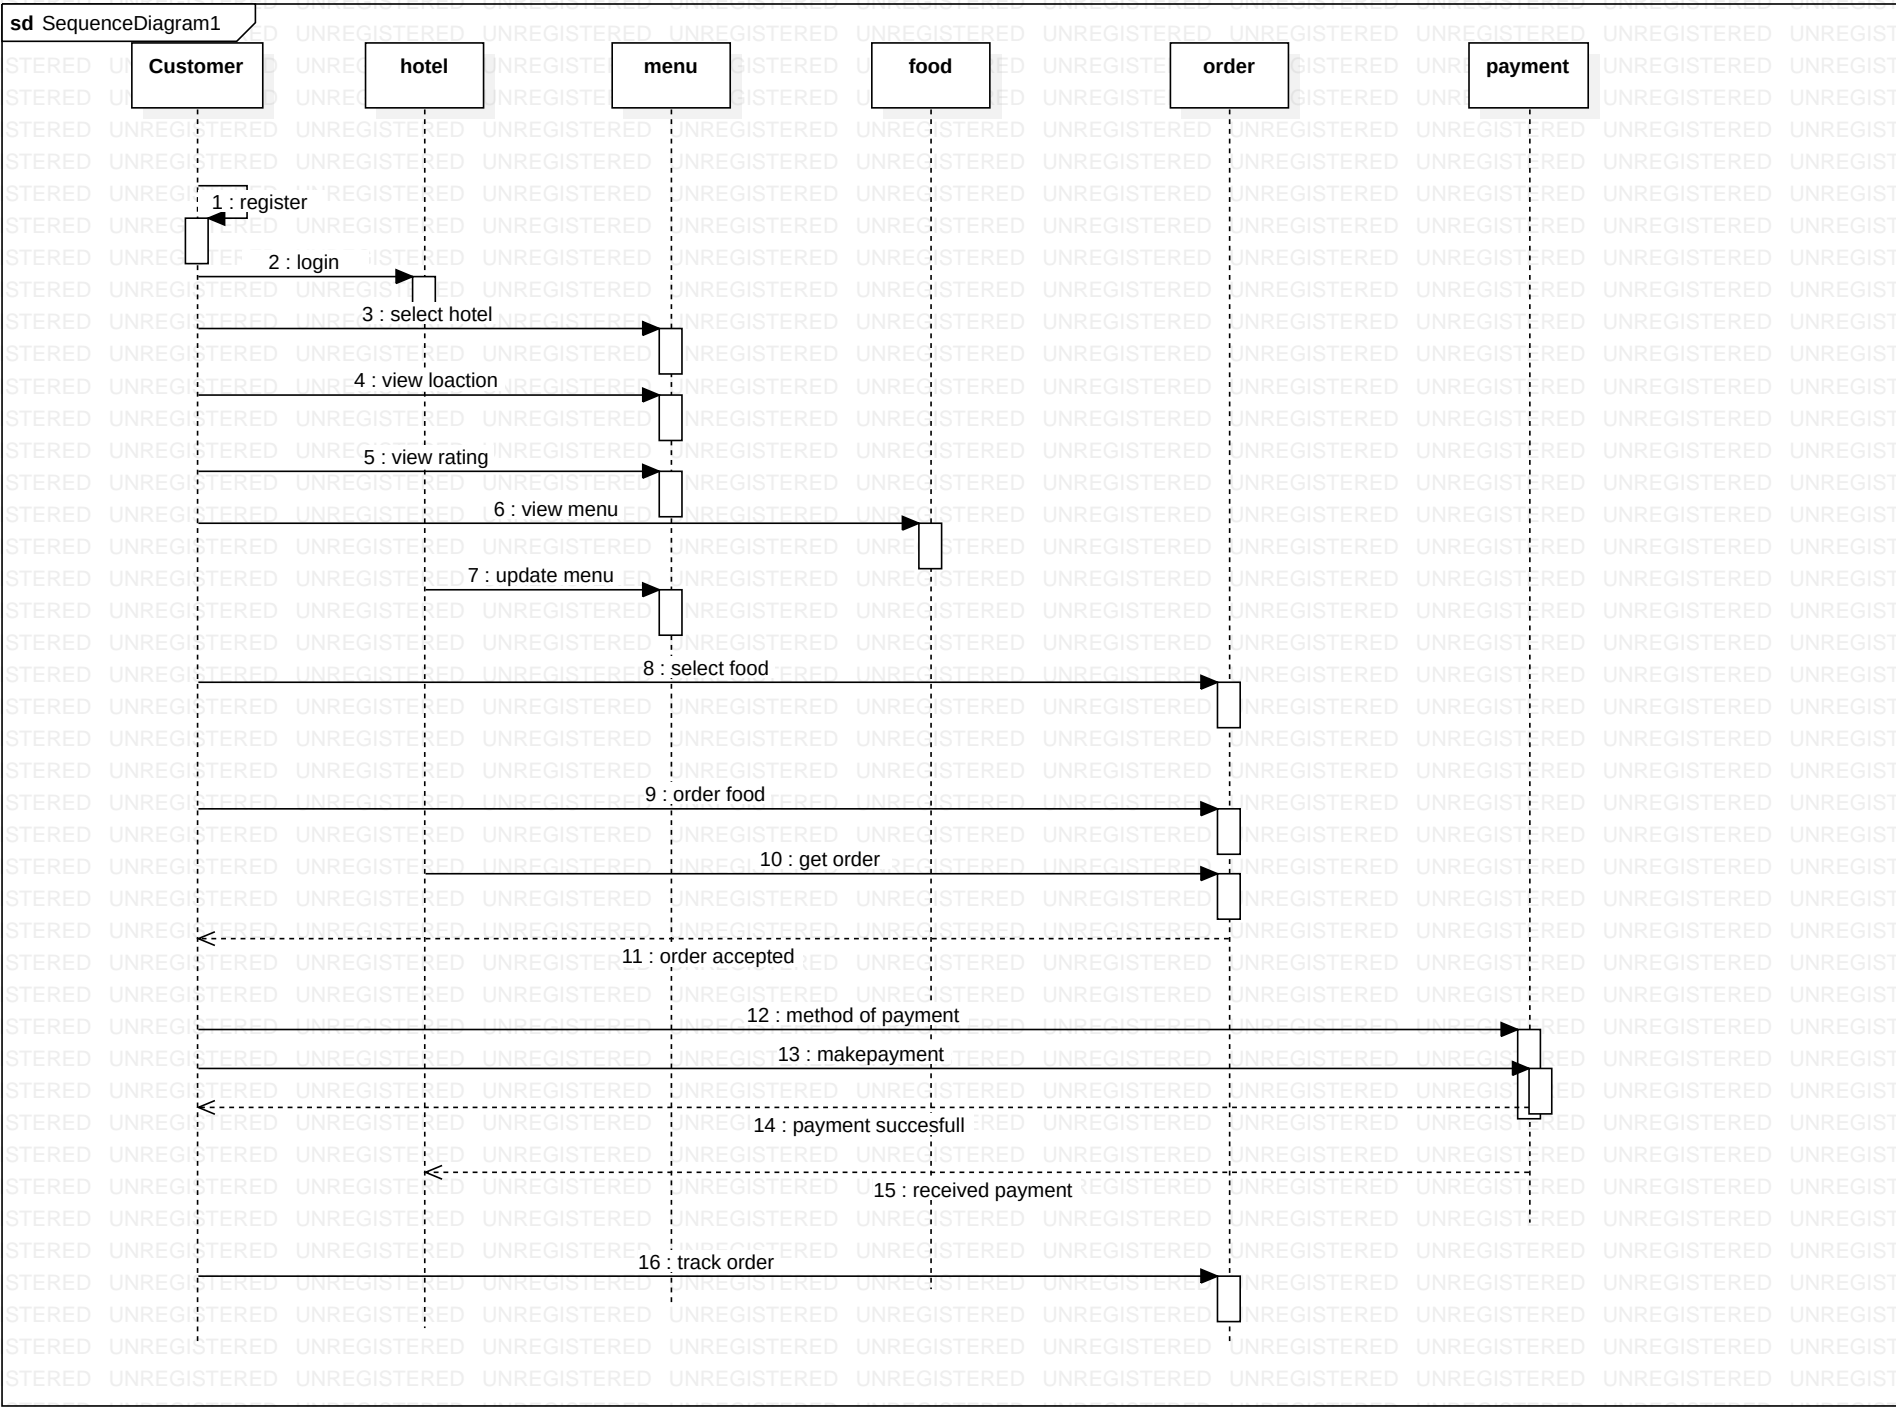 sd SequenceDiagram1
Customer
hotel
menu
food
order
payment
1 : register
2 : login
3 : select hotel
4 : view loaction
5 : view rating
6 : view menu
7 : update menu
8 : select food
9 : order food
10 : get order
11 : order accepted
12 : method of payment
13 : makepayment
14 : payment succesfull
15 : received payment
16 : track order
UNREGISTERED